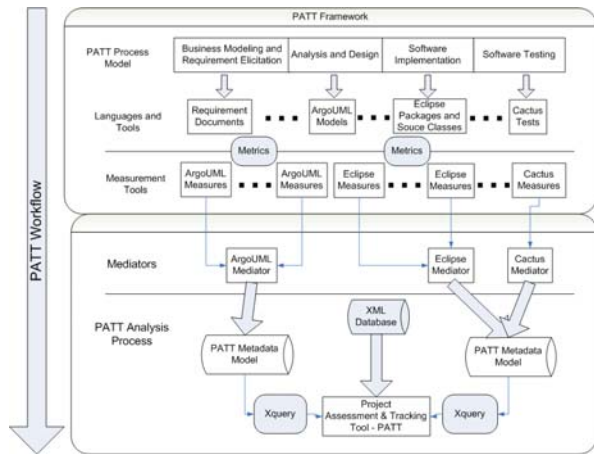 PATT Framework
PATT Process
Model
Business Modeling and
Requirement Elicitation
Analysis and Design
Software
Implementation
Software Testing
Languages and
Tools
Requirement
Documents
ArgoUML
Models
Eclipse
Packages and
Souce Classes
Cactus
Tests
Metrics
Metrics
Measurement
Tools
ArgoUML
Measures
ArgoUML
Measures
Eclipse
Measures
Eclipse
Measures
Cactus
Measures
PATT Workflow
Mediators
ArgoUML
Mediator
Eclipse
Mediator
Cactus
Mediator
PATT Analysis
Process
XML
Database
PATT Metadata
Model
PATT Metadata
Model
Xquery
Project
Assessment & Tracking
Tool - PATT
Xquery